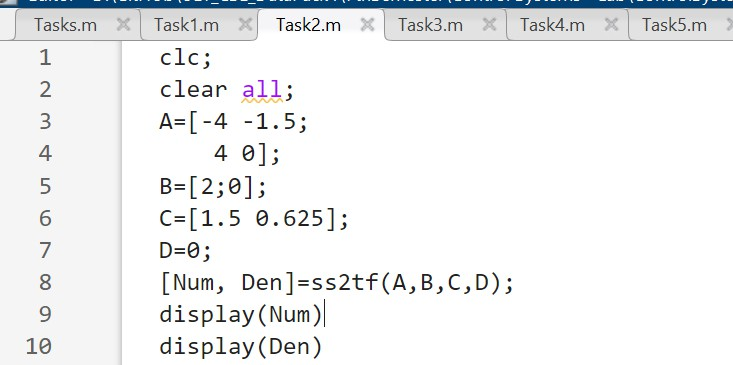 Tasks.m Task1.m Task2.m Task3.m Task4.m Task5.m
1 clc;
2 clear all;
3 A=[-4 -1.5;
4 4 0];
5 B=[2;0];
6 C=[1.5 0.625];
7 D=0;
8 [Num, Den]=ss2tf(A,B,C,D);
9 display(Num)
10 display(Den)